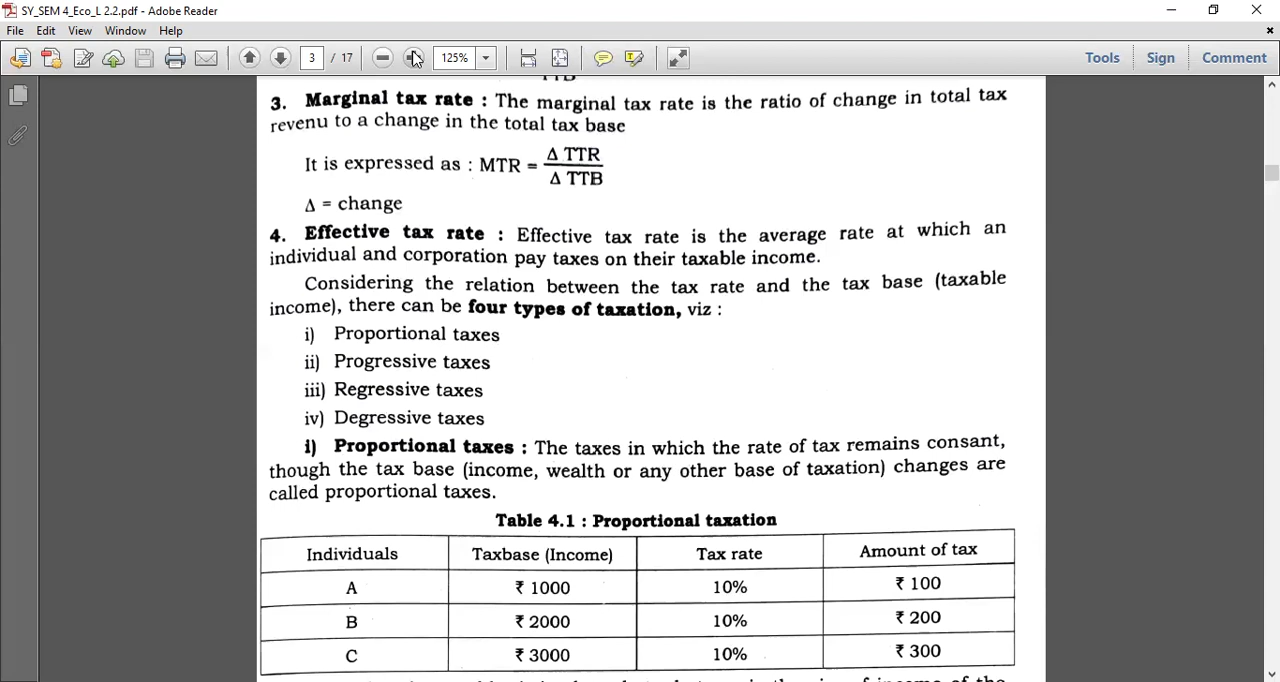 SY_SEM 4_Eco_L 2.2.pdf - Adobe Reader
File Edit View Window Help
3 / 17 125% Tools Sign Comment
3. Marginal tax rate : The marginal tax rate is the ratio of change in total tax
revenu to a change in the total tax base
It is expressed as : MTR = Δ TTR / Δ TTB
Δ = change
4. Effective tax rate : Effective tax rate is the average rate at which an
individual and corporation pay taxes on their taxable income.
Considering the relation between the tax rate and the tax base (taxable
income), there can be four types of taxation, viz :
i) Proportional taxes
ii) Progressive taxes
iii) Regressive taxes
iv) Degressive taxes
i) Proportional taxes : The taxes in which the rate of tax remains consant,
though the tax base (income, wealth or any other base of taxation) changes are
called proportional taxes.
Table 4.1 : Proportional taxation
Individuals Taxbase (Income) Tax rate Amount of tax
A ₹ 1000 10% ₹ 100
B ₹ 2000 10% ₹ 200
C ₹ 3000 10% ₹ 300